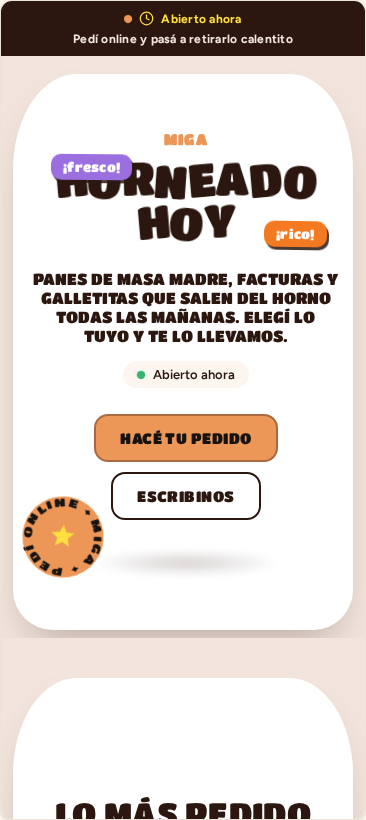 Abierto ahora
Pedí online y pasá a retirarlo calentito
MIGA
¡fresco!
HORNEADO
HOY
¡rico!
PANES DE MASA MADRE, FACTURAS Y
GALLETITAS QUE SALEN DEL HORNO
TODAS LAS MAÑANAS. ELEGÍ LO
TUYO Y TE LO LLEVAMOS.
Abierto ahora
HACÉ TU PEDIDO
ESCRIBINOS
PEDÍ ONLINE • MIGA •
LO MÁS PEDIDO